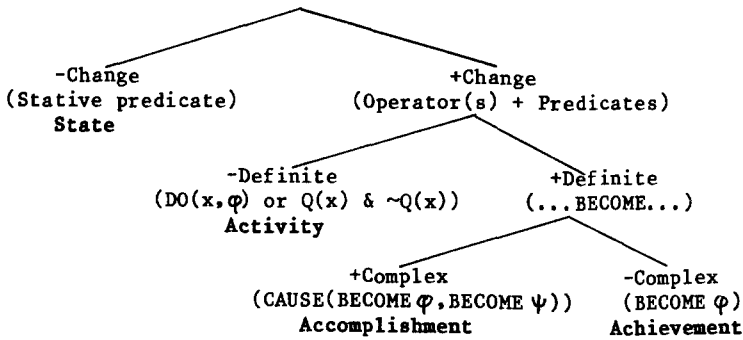 -Change +Change
(Stative predicate) (Operator(s) + Predicates)
State
-Definite +Definite
(DO(x,φ) or Q(x) & ~Q(x)) (...BECOME...)
Activity
+Complex -Complex
(CAUSE(BECOME φ,BECOME ψ)) (BECOME φ)
Accomplishment Achievement